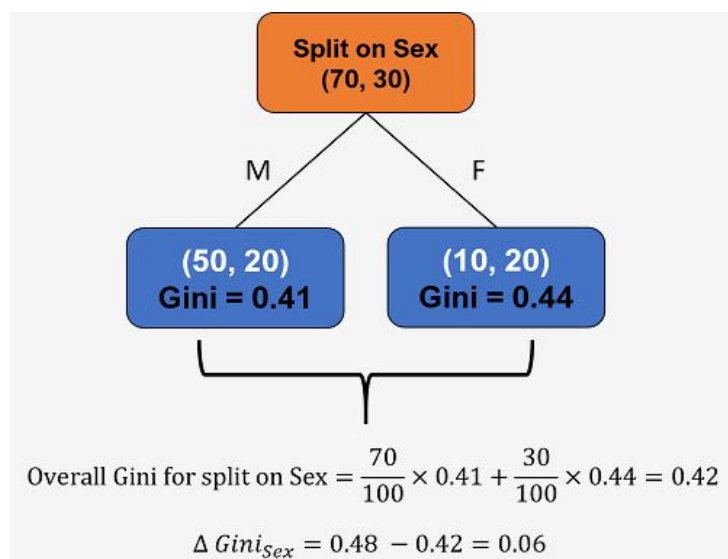 Split on Sex
(70, 30)
M
F
(50, 20)
Gini = 0.41
(10, 20)
Gini = 0.44
Overall Gini for split on Sex = 70/100 × 0.41 + 30/100 × 0.44 = 0.42
Δ Gini_Sex = 0.48 − 0.42 = 0.06